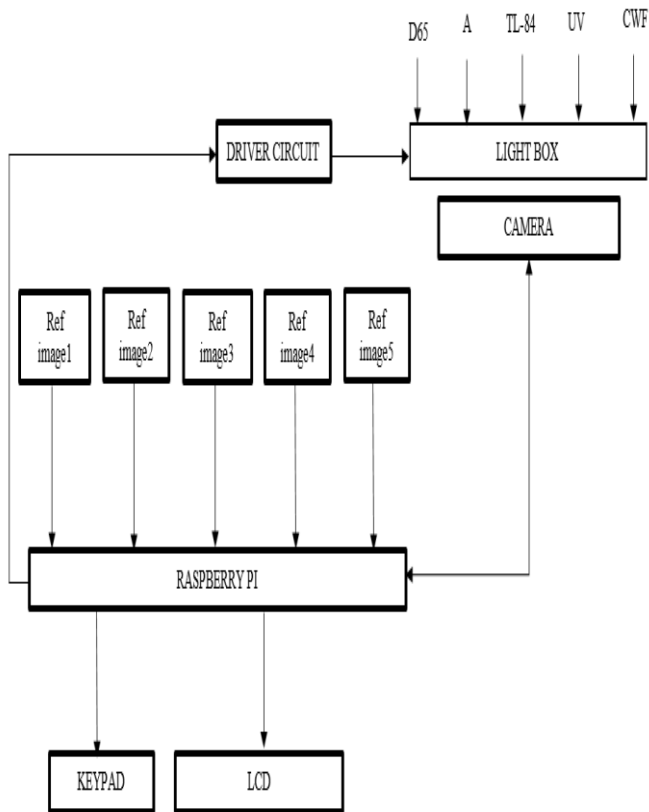 D65 A TL-84 UV CWF
DRIVER CIRCUIT
LIGHT BOX
CAMERA
Ref
image1
Ref
image2
Ref
image3
Ref
image4
Ref
image5
RASPBERRY PI
KEYPAD
LCD